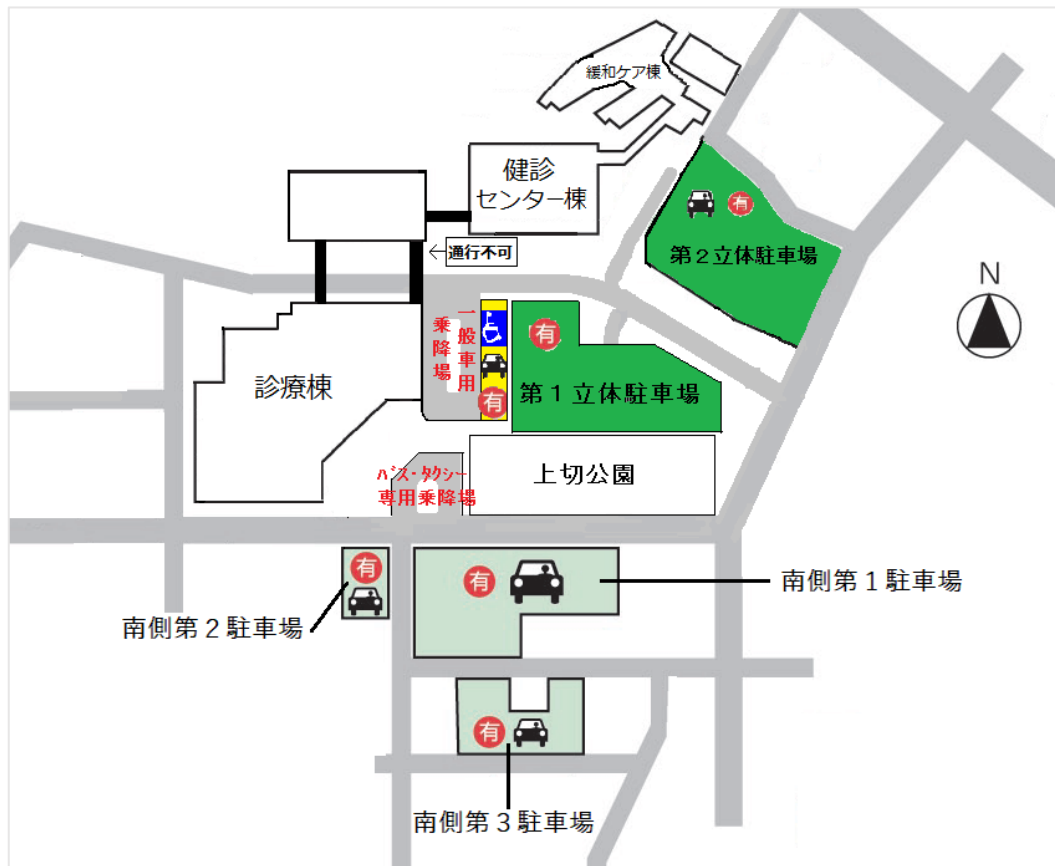 緩和ケア棟
健診
センター棟
有
第２立体駐車場
←通行不可
N
一般車用
乗降場
有
有
第１立体駐車場
診療棟
バス・タクシー
専用乗降場
上切公園
有
有
南側第１駐車場
南側第２駐車場
有
南側第３駐車場